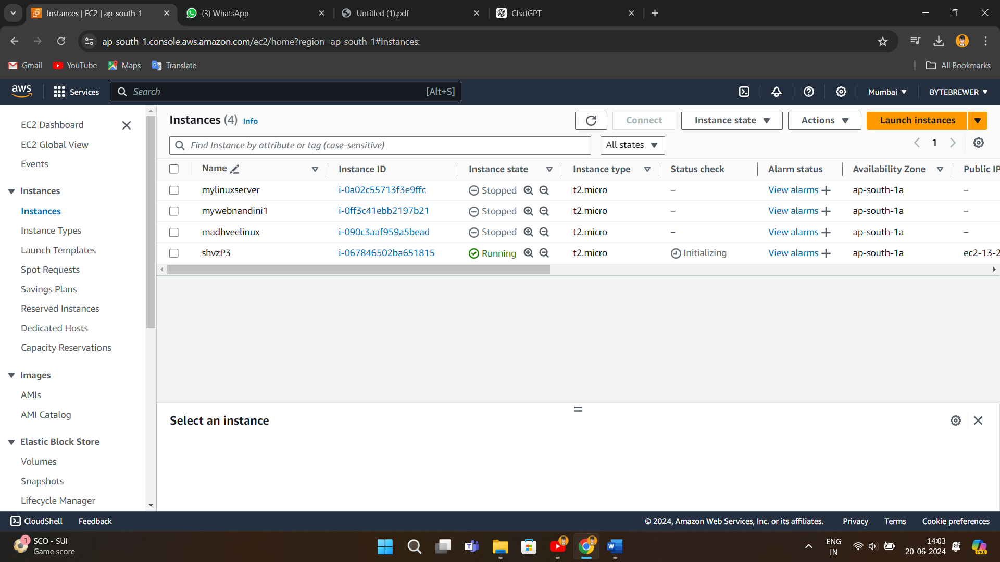 Instances | EC2 | ap-south-1
(3) WhatsApp
Untitled (1).pdf
ChatGPT
ap-south-1.console.aws.amazon.com/ec2/home?region=ap-south-1#Instances:
Gmail
YouTube
Maps
Translate
All Bookmarks
aws
Services
Search
[Alt+S]
Mumbai
BYTEBREWER
EC2 Dashboard
EC2 Global View
Events
Instances
Instances
Instance Types
Launch Templates
Spot Requests
Savings Plans
Reserved Instances
Dedicated Hosts
Capacity Reservations
Images
AMIs
AMI Catalog
Elastic Block Store
Volumes
Snapshots
Lifecycle Manager
Instances (4) Info
Connect
Instance state
Actions
Launch instances
Find Instance by attribute or tag (case-sensitive)
All states
1
Name Instance ID Instance state Instance type Status check Alarm status Availability Zone Public IP
mylinuxserver i-0a02c55713f3e9ffc Stopped t2.micro – View alarms + ap-south-1a –
mywebnandini1 i-0ff3c41ebb2197b21 Stopped t2.micro – View alarms + ap-south-1a –
madhveelinux i-090c3aaf959a5bead Stopped t2.micro – View alarms + ap-south-1a –
shvzP3 i-067846502ba651815 Running t2.micro Initializing View alarms + ap-south-1a ec2-13-2
Select an instance
CloudShell
Feedback
© 2024, Amazon Web Services, Inc. or its affiliates.
Privacy
Terms
Cookie preferences
1
SCO - SUI
Game score
ENG
IN
14:03
20-06-2024
PRE